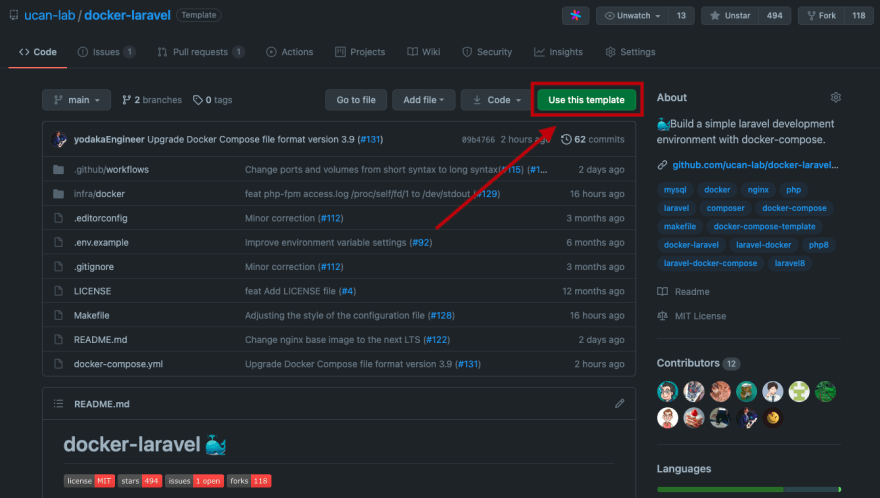 ucan-lab / docker-laravel Template
Unwatch 13 Unstar 494 Fork 118
Code Issues 1 Pull requests 1 Actions Projects Wiki Security Insights Settings
main 2 branches 0 tags Go to file Add file Code Use this template
yodakaEngineer Upgrade Docker Compose file format version 3.9 (#131) 09b4766 2 hours ago 62 commits
.github/workflows Change ports and volumes from short syntax to long syntax(#115) (#1... 2 days ago
infra/docker feat php-fpm access.log /proc/self/fd/1 to /dev/stdout (#129) 16 hours ago
.editorconfig Minor correction (#112) 3 months ago
.env.example Improve environment variable settings (#92) 6 months ago
.gitignore Minor correction (#112) 3 months ago
LICENSE feat Add LICENSE file (#4) 12 months ago
Makefile Adjusting the style of the configuration file (#128) 16 hours ago
README.md Change nginx base image to the next LTS (#122) 2 days ago
docker-compose.yml Upgrade Docker Compose file format version 3.9 (#131) 2 hours ago
README.md
docker-laravel 🐳
license MIT stars 494 issues 1 open forks 118
About
🐳Build a simple laravel development
environment with docker-compose.
github.com/ucan-lab/docker-laravel...
mysql docker nginx php
laravel composer docker-compose
makefile docker-compose-template
docker-laravel laravel-docker php8
laravel-docker-compose laravel8
Readme
MIT License
Contributors 12
Languages